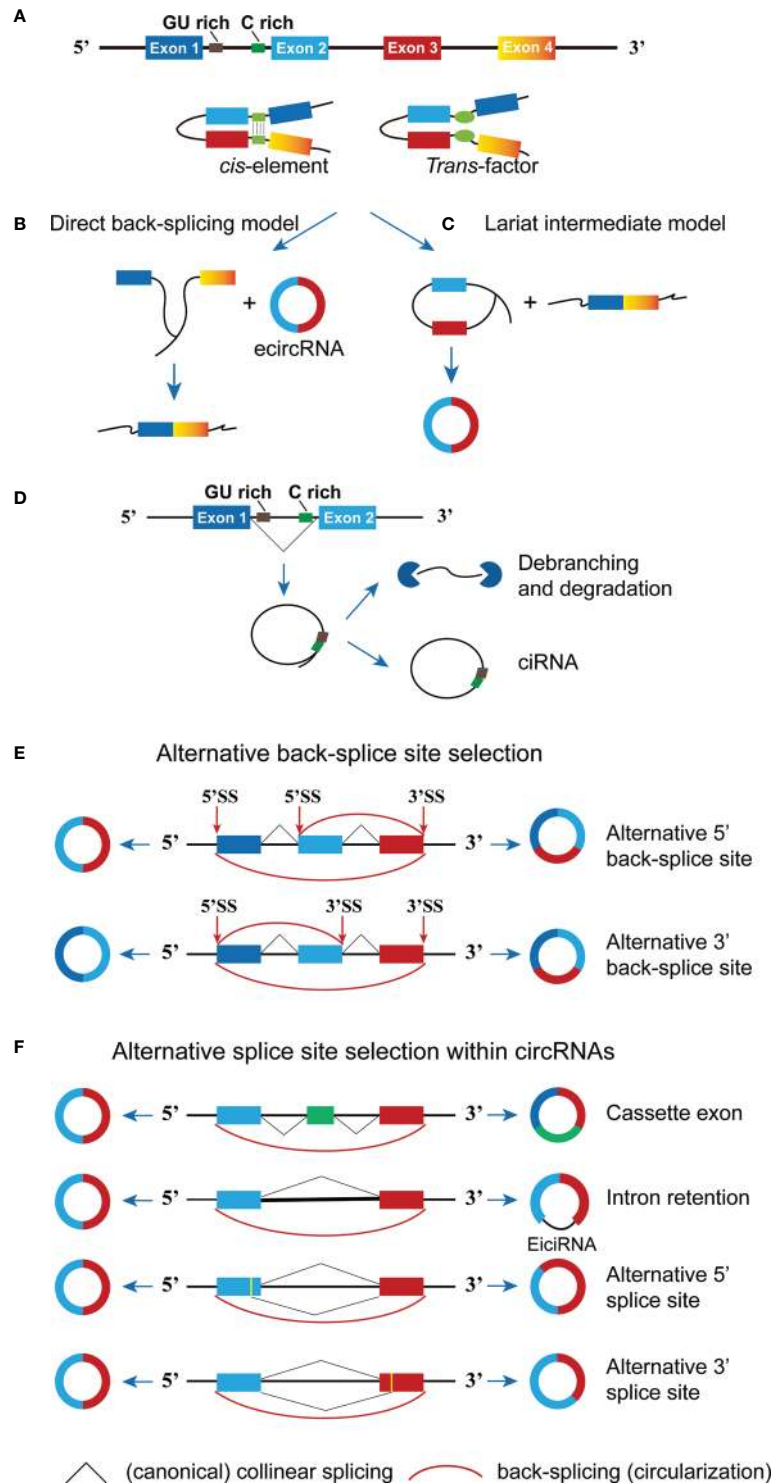 A
GU rich C rich
5' Exon 1 Exon 2 Exon 3 Exon 4 3'
cis-element Trans-factor
B Direct back-splicing model
C Lariat intermediate model
+ ecircRNA
+
D
GU rich C rich
5' Exon 1 Exon 2 3'
Debranching
and degradation
ciRNA
E Alternative back-splice site selection
5'SS 5'SS 3'SS
5' 3'
Alternative 5'
back-splice site
5'SS 3'SS 3'SS
5' 3'
Alternative 3'
back-splice site
F Alternative splice site selection within circRNAs
5' 3' Cassette exon
5' 3' Intron retention
EiciRNA
5' 3' Alternative 5'
splice site
5' 3' Alternative 3'
splice site
(canonical) collinear splicing back-splicing (circularization)